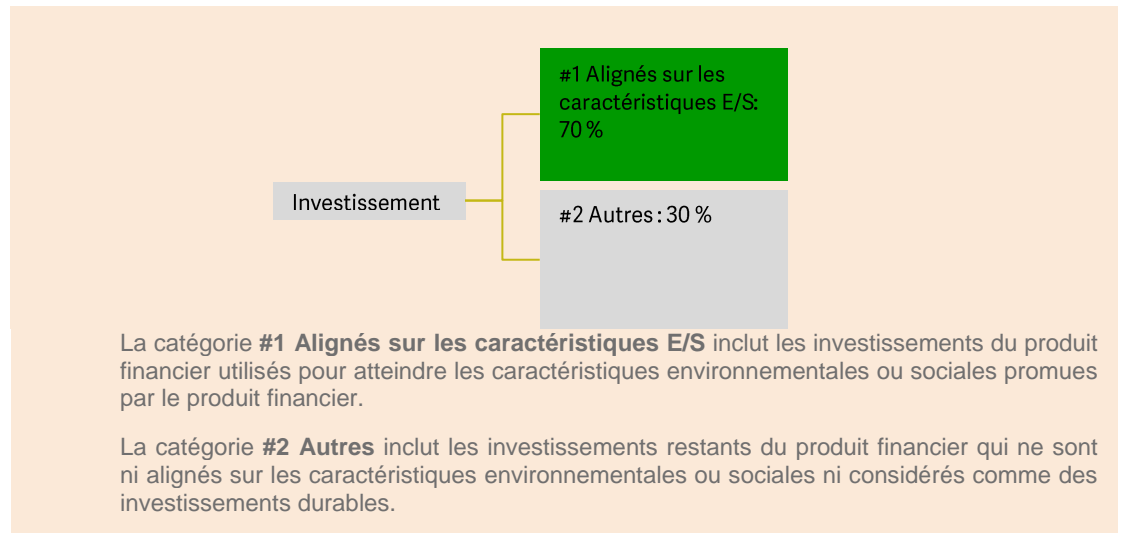 #1 Alignés sur les
caractéristiques E/S:
70 %
Investissement
#2 Autres : 30 %
La catégorie #1 Alignés sur les caractéristiques E/S inclut les investissements du produit
financier utilisés pour atteindre les caractéristiques environnementales ou sociales promues
par le produit financier.
La catégorie #2 Autres inclut les investissements restants du produit financier qui ne sont
ni alignés sur les caractéristiques environnementales ou sociales ni considérés comme des
investissements durables.